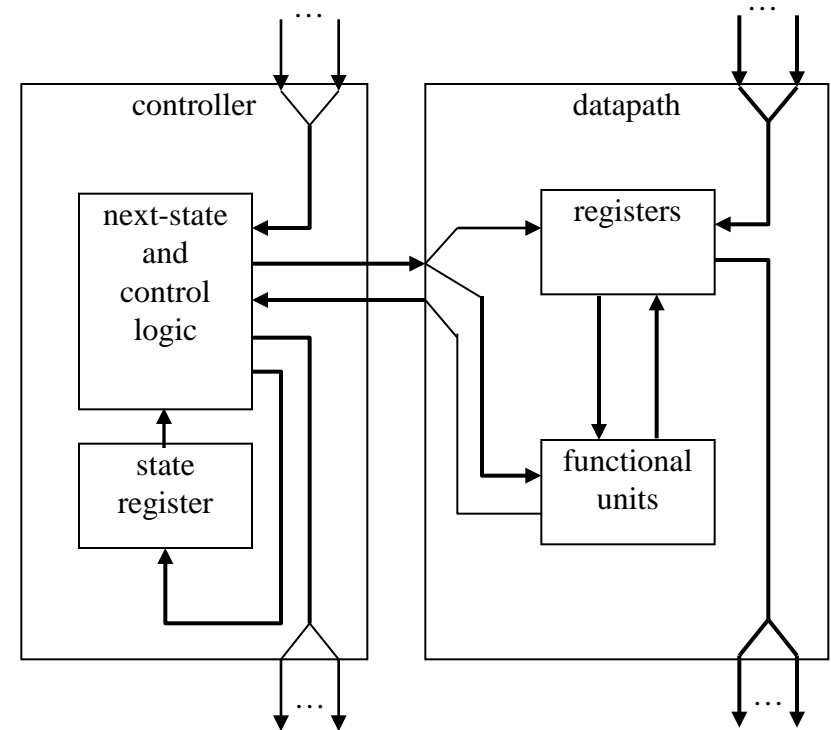 ...
...
controller
datapath
next-state
and
control
logic
registers
state
register
functional
units
...
...